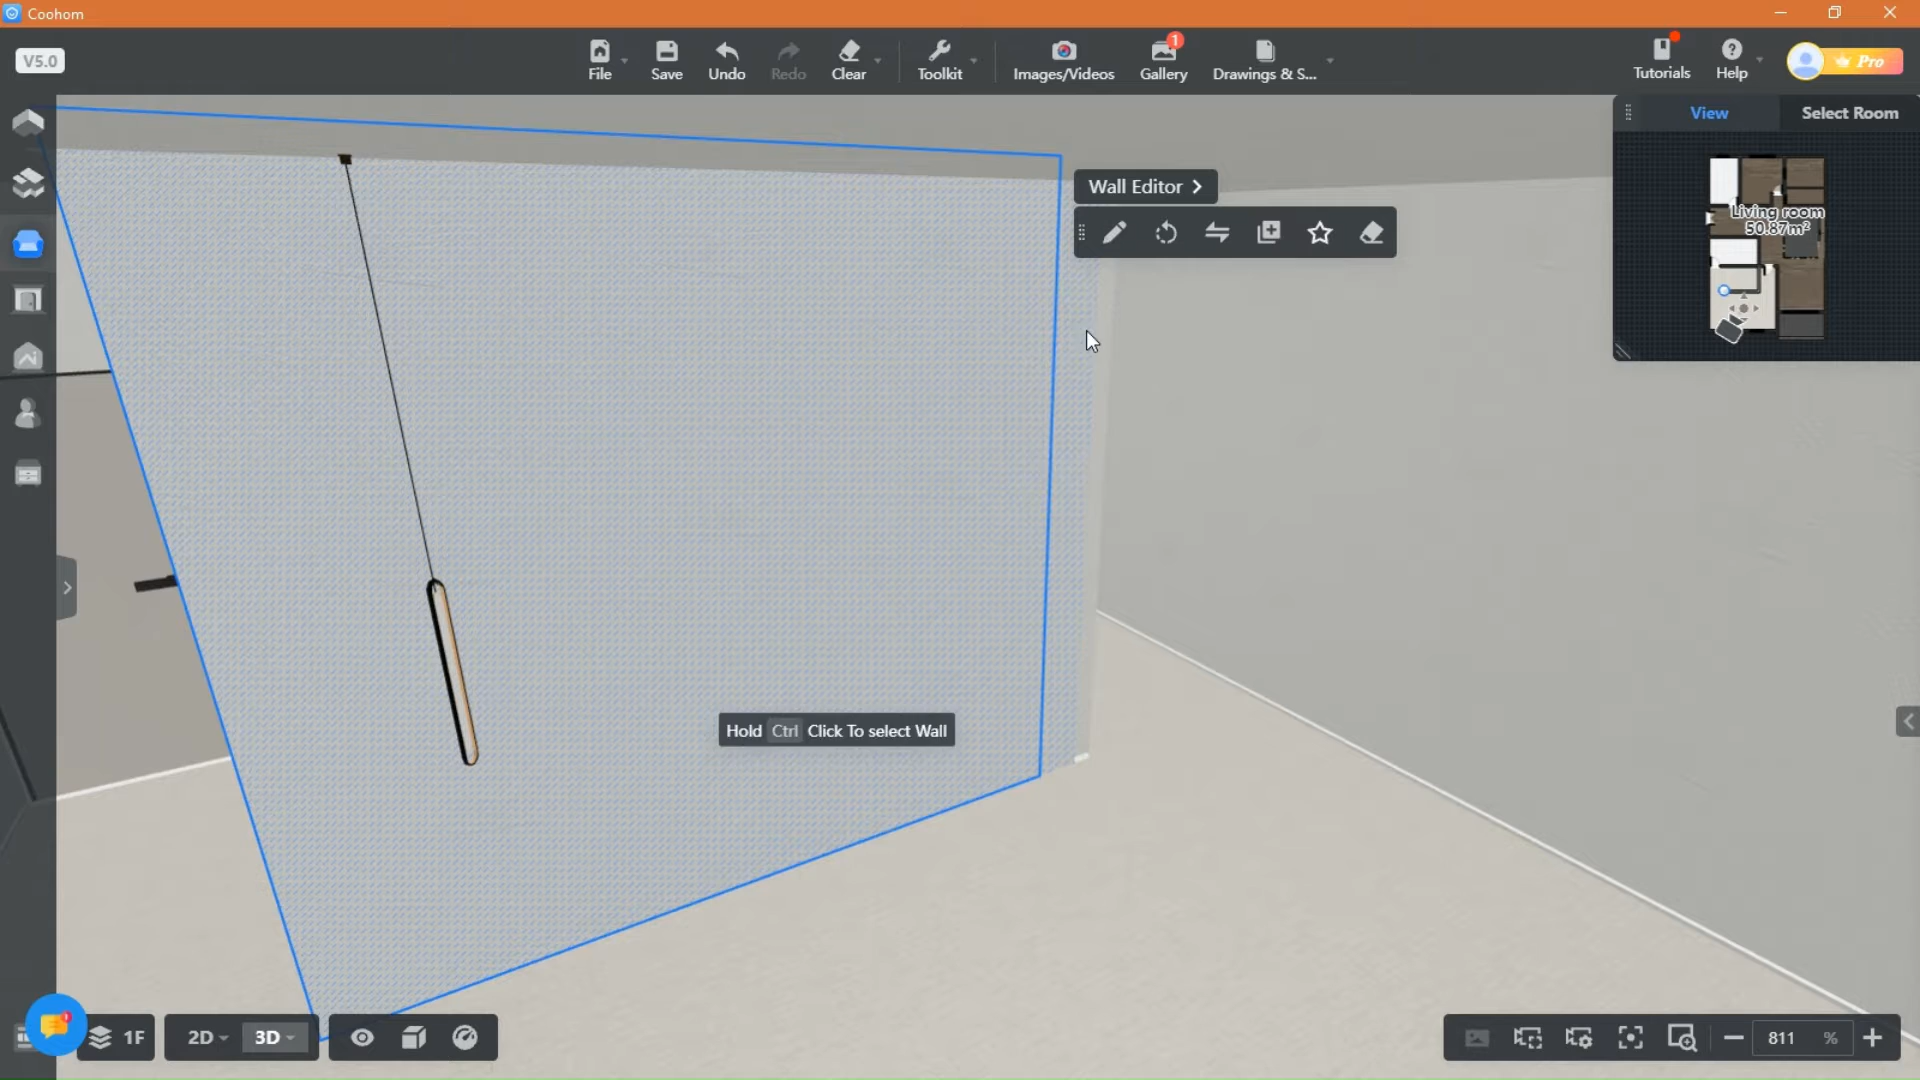 Coohom
V5.0
File
Save
Undo
Redo
Clear
Toolkit
Images/Videos
Gallery
1
Drawings & S...
Tutorials
Help
Pro
View
Select Room
Living room
50.87m²
Wall Editor
Hold Ctrl Click To select Wall
1F
2D
3D
811 %